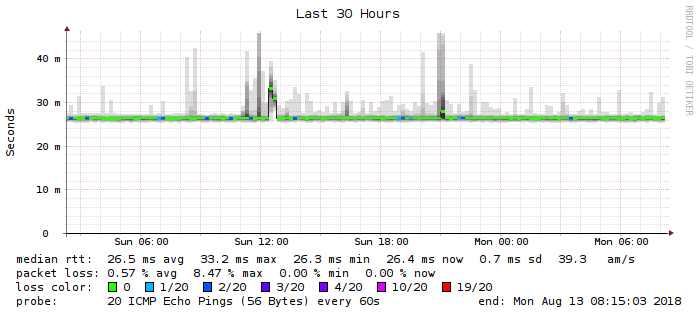 Last 30 Hours
RRDTOOL / TOBI OETIKER
Seconds
40 m
30 m
20 m
10 m
0
Sun 06:00 Sun 12:00 Sun 18:00 Mon 00:00 Mon 06:00
median rtt: 26.5 ms avg 33.2 ms max 26.3 ms min 26.4 ms now 0.7 ms sd 39.3 am/s
packet loss: 0.57 % avg 8.47 % max 0.00 % min 0.00 % now
loss color: 0 1/20 2/20 3/20 4/20 10/20 19/20
probe: 20 ICMP Echo Pings (56 Bytes) every 60s end: Mon Aug 13 08:15:03 2018